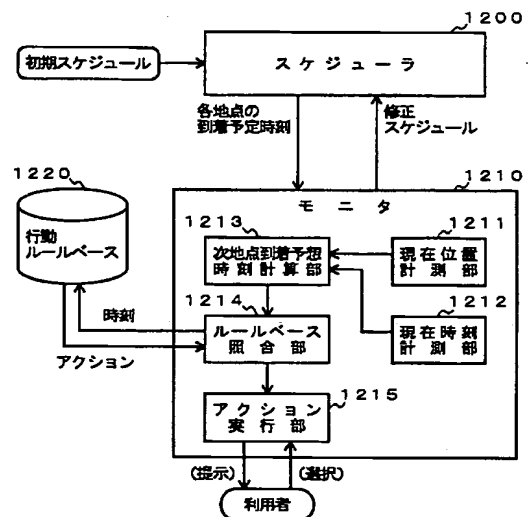 1200
初期スケジュール
スケジューラ
各地点の
到着予定時刻
修正
スケジュール
1220
1210
モニタ
行動
ルールベース
1213
次地点到着予想
時刻計算部
1211
現在位置
計測部
1214
1212
現在時刻
計測部
時刻
ルールベース
照合部
アクション
1215
アクション
実行部
(提示)
(選択)
利用者